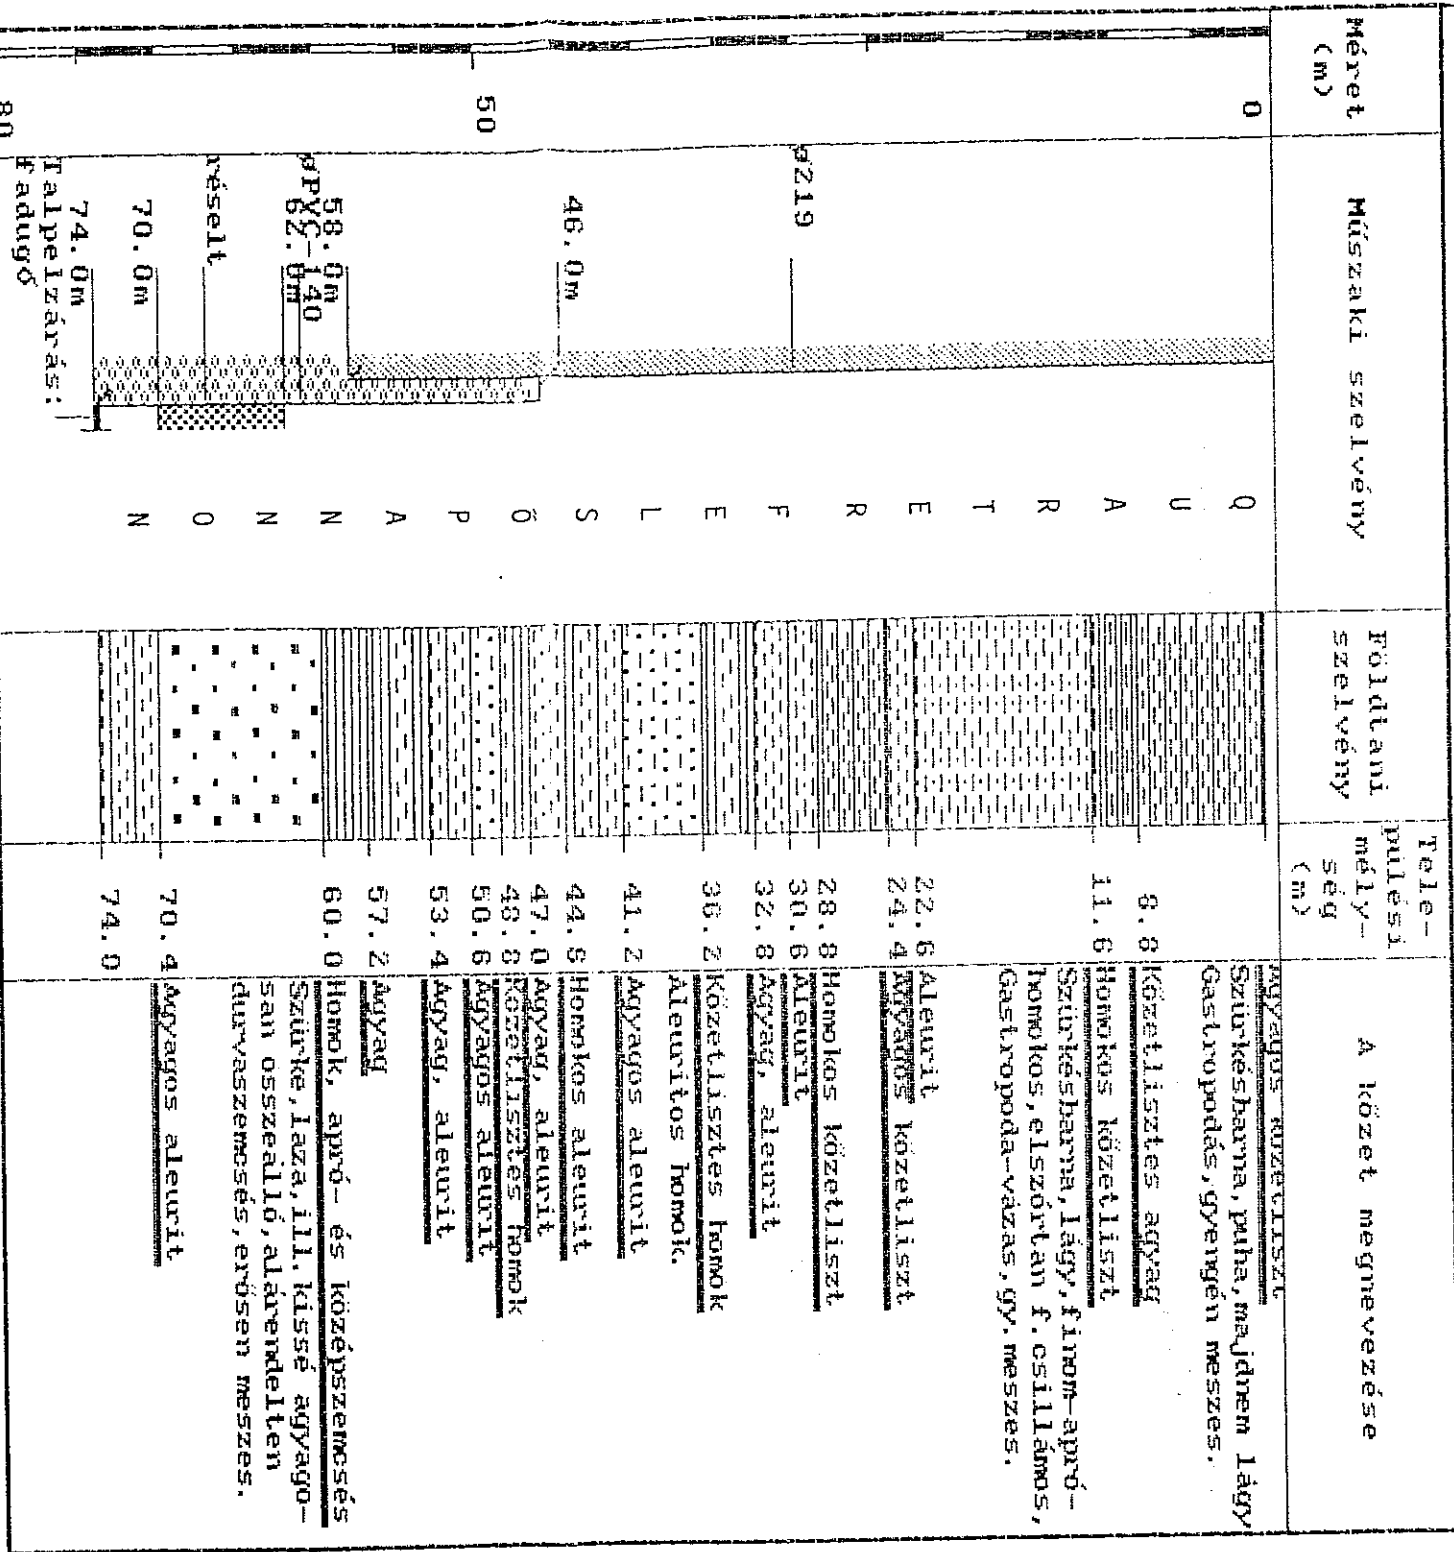 Méret
(m)
Műszaki szelvény
Földtani
szelvény
Tele-
pülési
mély-
ség
(m)
A kőzet megnevezése
0
50
80
ø219
46.0m
58.0m
øPVC-140
62.0m
réselt
70.0m
74.0m
Talpelzárás:
fadugó
Q U A R T E R
F E L S Ő P A N N O N
Agyagos kőzetliszt
Szürkésbarna,puha,majdnem lágy
Gastropodás,gyengén meszes.
8.8 Kőzetlisztes agyag
11.6 Homokos kőzetliszt
Szürkésbarna,lágy,finom-apró-
homokos,elszórtan f.csillámos,
Gastropoda-vázas,gy.meszes.
22.6 Aleurit
24.4 Agyagos kőzetliszt
28.8 Homokos kőzetliszt
30.6 Aleurit
32.8 Agyag, aleurit
36.2 Kőzetlisztes homok
Aleuritos homok.
41.2 Agyagos aleurit
44.8 Homokos aleurit
47.0 Agyag, aleurit
48.8 Kőzetlisztes homok
50.6 Agyagos aleurit
53.4 Agyag, aleurit
57.2 Agyag
60.0 Homok, apró- és középszemcsés
Szürke,laza,ill.kissé agyago-
san összeálló,alárendelten
durvaszemcsés,erősen meszes.
70.4 Agyagos aleurit
74.0